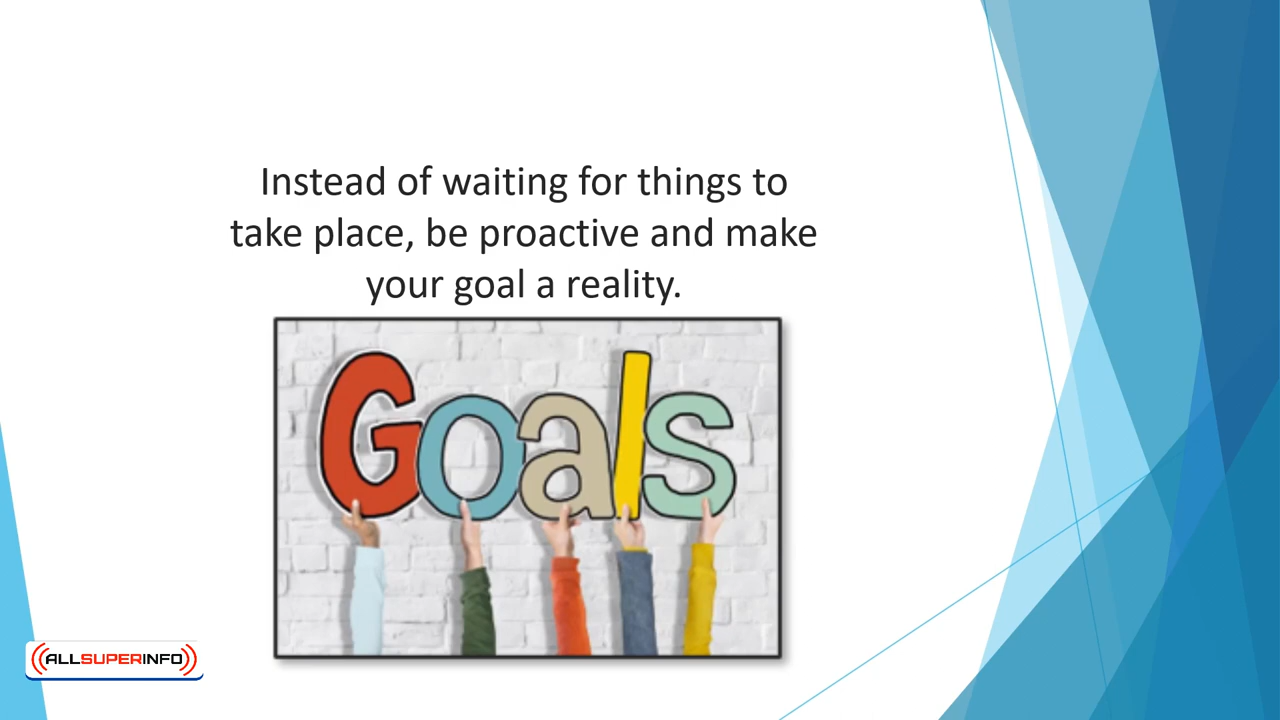 Instead of waiting for things to
take place, be proactive and make
your goal a reality.
Goals
ALLSUPERINFO